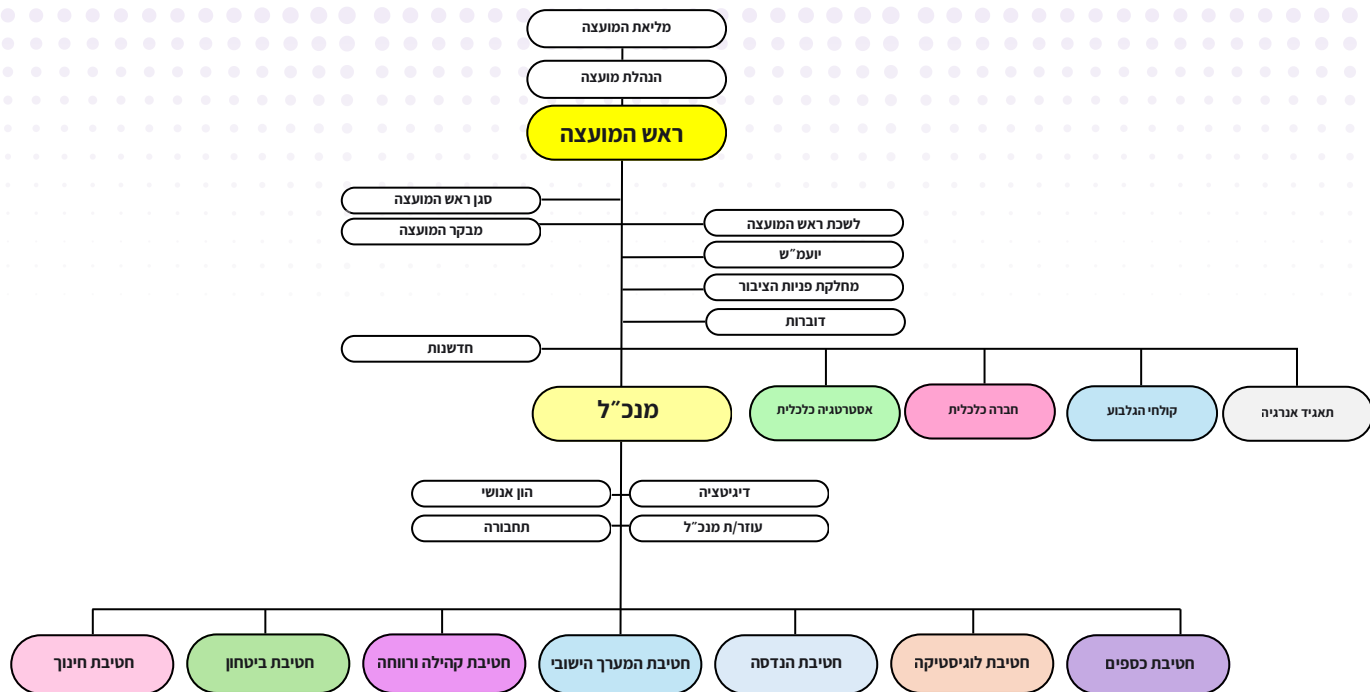 מליאת המועצה
הנהלת מועצה
ראש המועצה
סגן ראש המועצה
לשכת ראש המועצה
מבקר המועצה
יועמ״ש
מחלקת פניות הציבור
דוברות
חדשנות
מנכ״ל
אסטרטגיה כלכלית
חברה כלכלית
קולחי הגלבוע
תאגיד אנרגיה
דיגיטציה
הון אנושי
עוזר/ת מנכ״ל
תחבורה
חטיבת כספים
חטיבת לוגיסטיקה
חטיבת הנדסה
חטיבת המערך הישובי
חטיבת קהילה ורווחה
חטיבת ביטחון
חטיבת חינוך